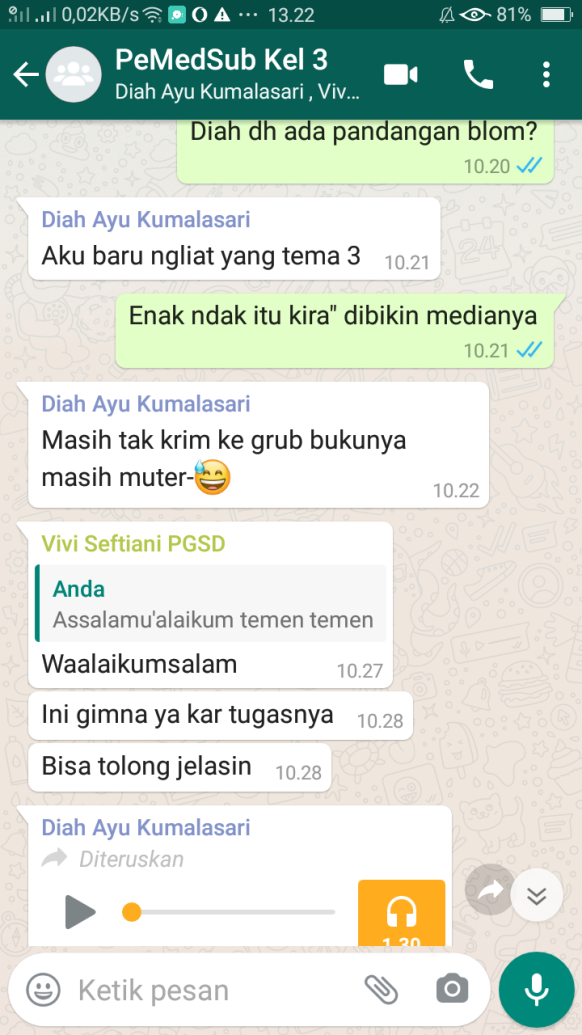 0,02KB/s 13.22 81%
PeMedSub Kel 3
Diah Ayu Kumalasari , Viv...
Diah dh ada pandangan blom?
10.20
Diah Ayu Kumalasari
Aku baru ngliat yang tema 3 10.21
Enak ndak itu kira" dibikin medianya
10.21
Diah Ayu Kumalasari
Masih tak krim ke grub bukunya
masih muter-😅
10.22
Vivi Seftiani PGSD
Anda
Assalamu'alaikum temen temen
Waalaikumsalam 10.27
Ini gimna ya kar tugasnya 10.28
Bisa tolong jelasin 10.28
Diah Ayu Kumalasari
Diteruskan
1.30
Ketik pesan